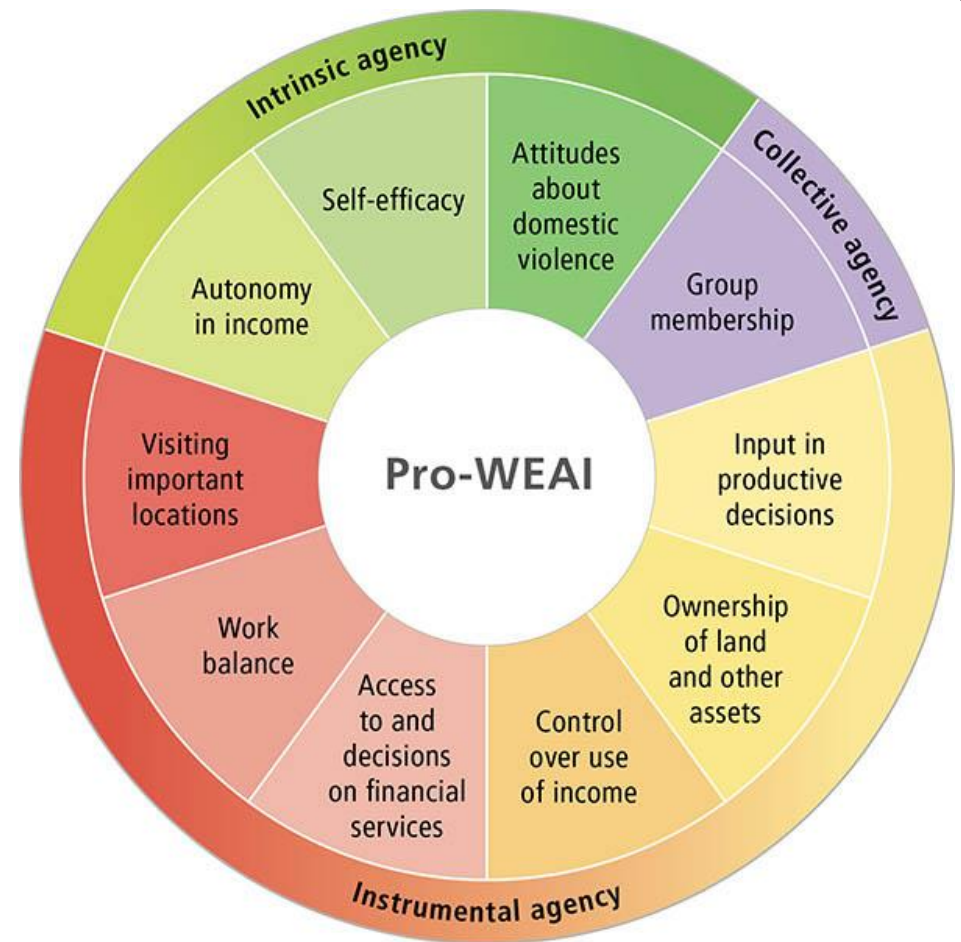 Intrinsic agency
Collective agency
Self-efficacy
Attitudes
about
domestic
violence
Group
membership
Autonomy
in income
Visiting
important
locations
Pro-WEAI
Input in
productive
decisions
Work
balance
Ownership
of land
and other
assets
Access
to and
decisions
on financial
services
Control
over use
of income
Instrumental agency